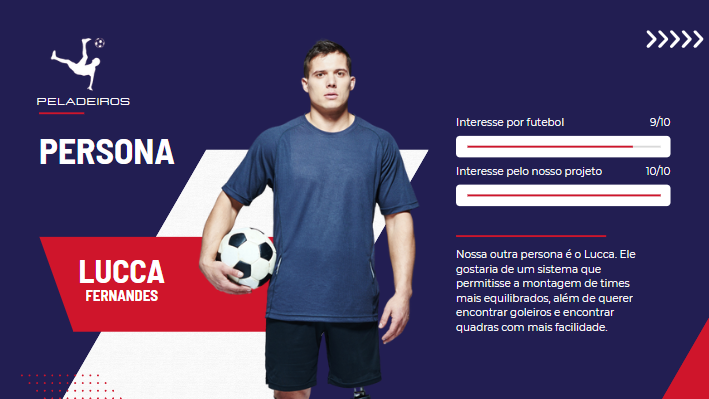 PELADEIROS
PERSONA
LUCCA
FERNANDES
Interesse por futebol 9/10
Interesse pelo nosso projeto 10/10
Nossa outra persona é o Lucca. Ele
gostaria de um sistema que
permitisse a montagem de times
mais equilibrados, além de querer
encontrar goleiros e encontrar
quadras com mais facilidade.